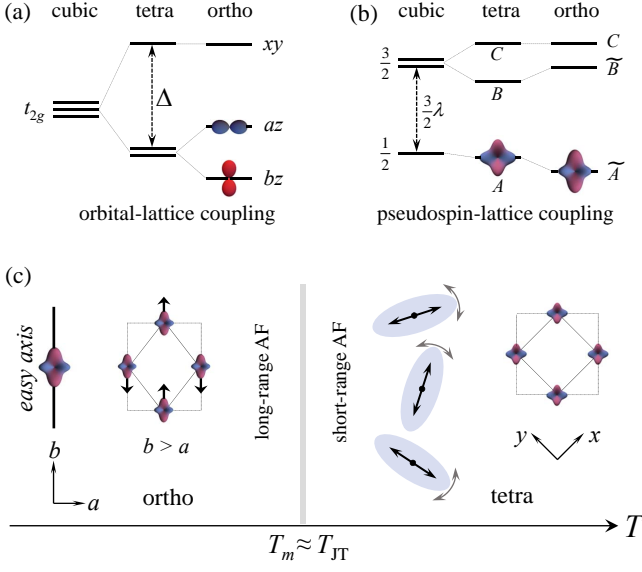 (a)
cubic tetra ortho
xy
t2g
Δ
az
bz
orbital-lattice coupling
(b)
cubic tetra ortho
3/2
C
C
B̃
B
3/2 λ
1/2
A
Ã
pseudospin-lattice coupling
(c)
easy axis
b > a
long-range AF
b
a
ortho
short-range AF
y x
tetra
T
Tm ≈ TJT